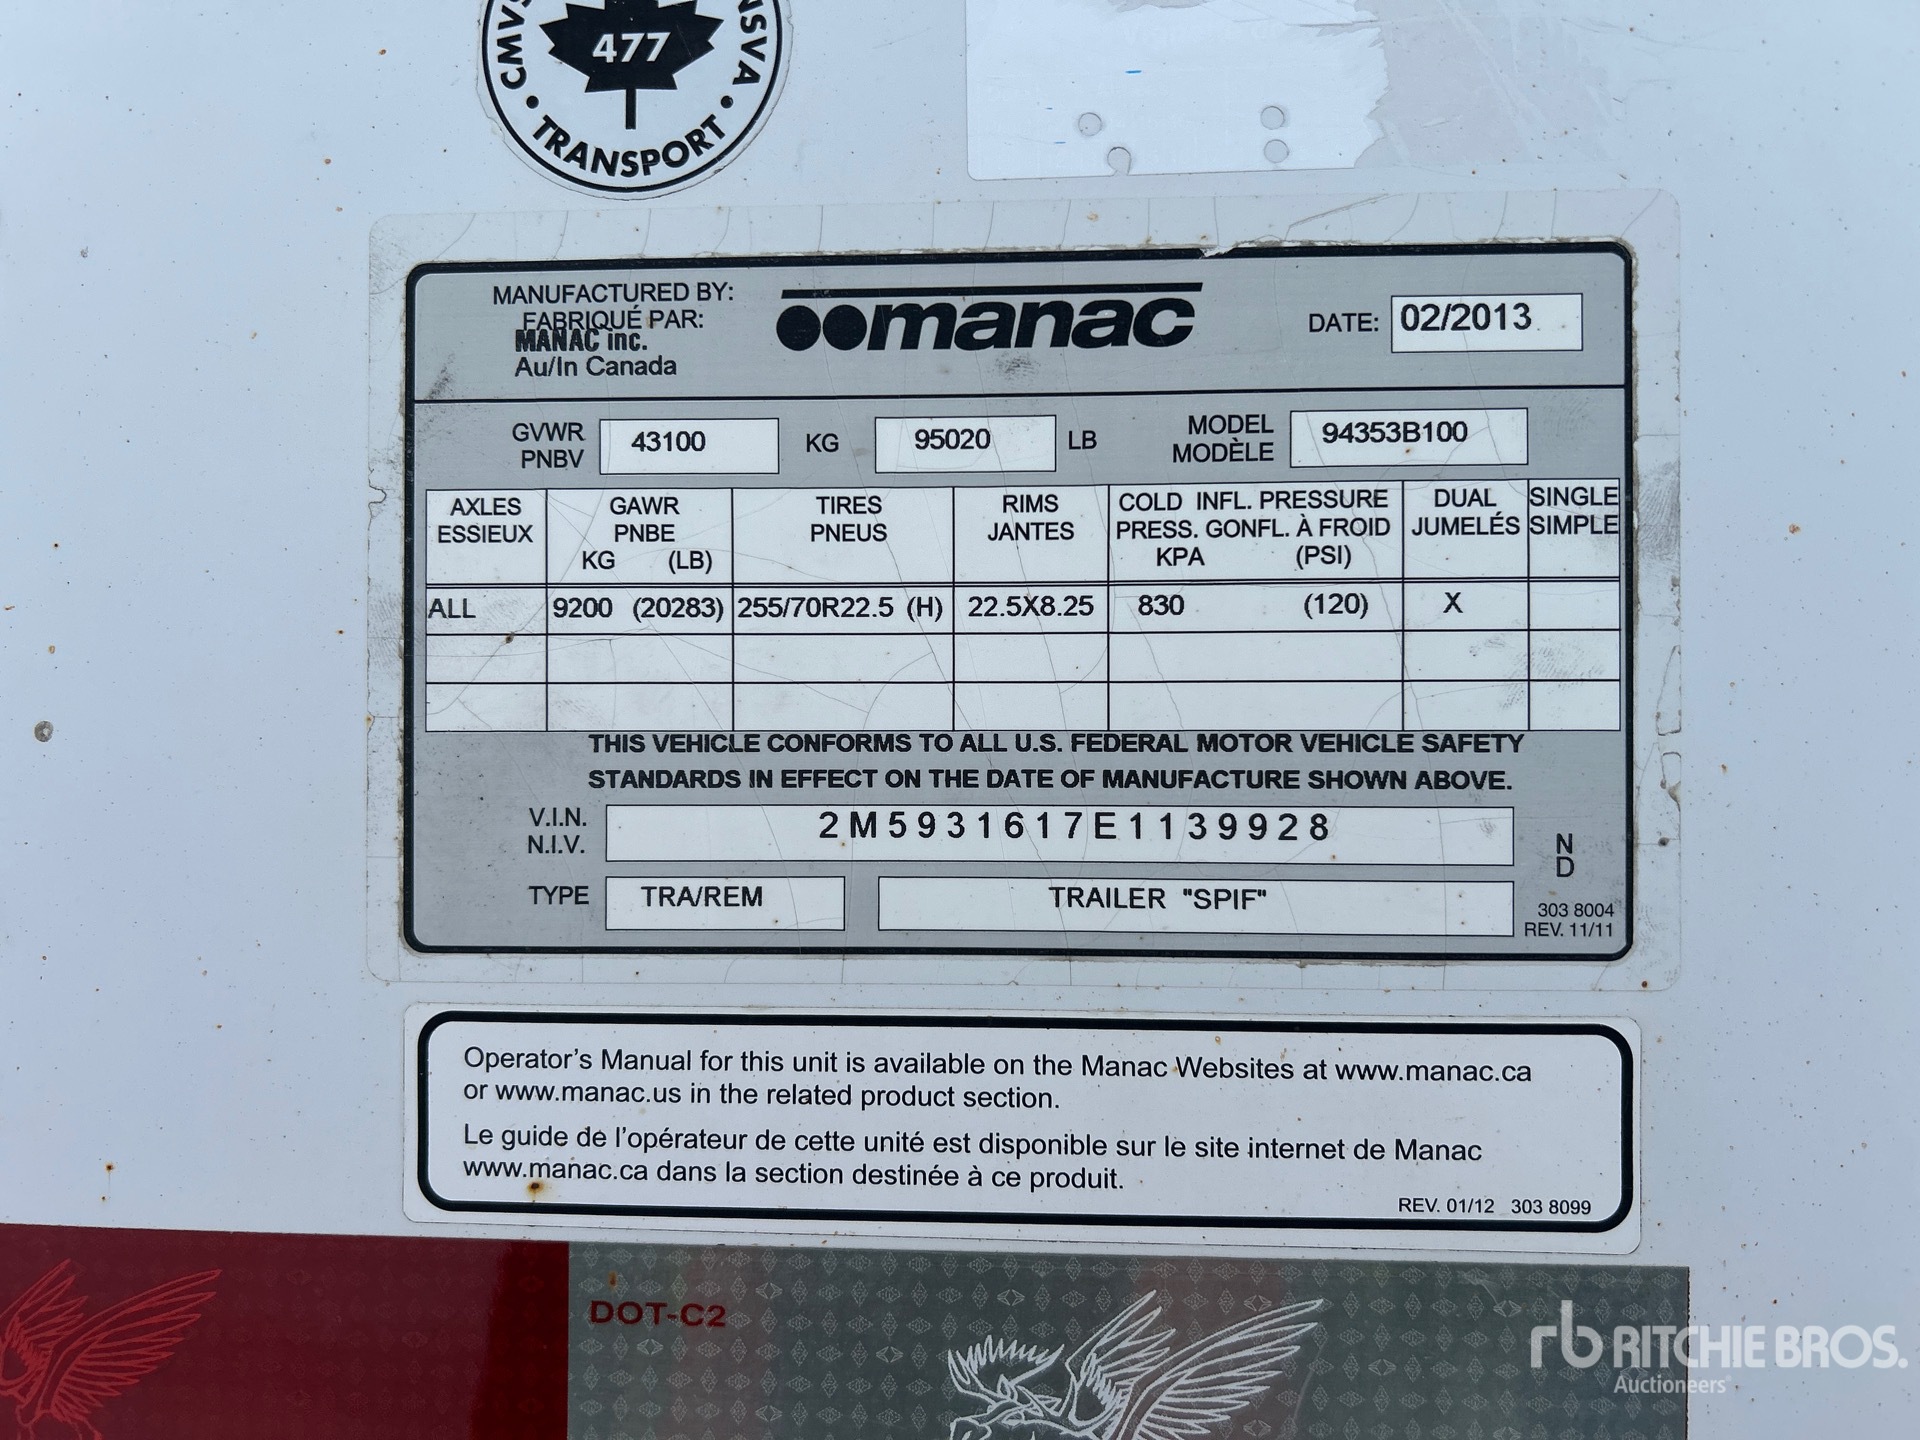 CMVS
NSVA
477
• TRANSPORT •
MANUFACTURED BY:
FABRIQUÉ PAR:
MANAC inc.
Au/In Canada
manac
DATE: 02/2013
GVWR
PNBV
43100 KG 95020 LB
MODEL
MODÈLE
94353B100
AXLES
ESSIEUX
GAWR
PNBE
KG (LB)
TIRES
PNEUS
RIMS
JANTES
COLD INFL. PRESSURE
PRESS. GONFL. À FROID
KPA (PSI)
DUAL
JUMELÉS
SINGLE
SIMPLE
ALL 9200 (20283) 255/70R22.5 (H) 22.5X8.25 830 (120) X
THIS VEHICLE CONFORMS TO ALL U.S. FEDERAL MOTOR VEHICLE SAFETY
STANDARDS IN EFFECT ON THE DATE OF MANUFACTURE SHOWN ABOVE.
V.I.N.
N.I.V.
2M5931617E1139928
N
D
TYPE TRA/REM TRAILER "SPIF"
303 8004
REV. 11/11
Operator's Manual for this unit is available on the Manac Websites at www.manac.ca
or www.manac.us in the related product section.
Le guide de l'opérateur de cette unité est disponible sur le site internet de Manac
www.manac.ca dans la section destinée à ce produit.
REV. 01/12 303 8099
DOT-C2
rb RITCHIE BROS.
Auctioneers